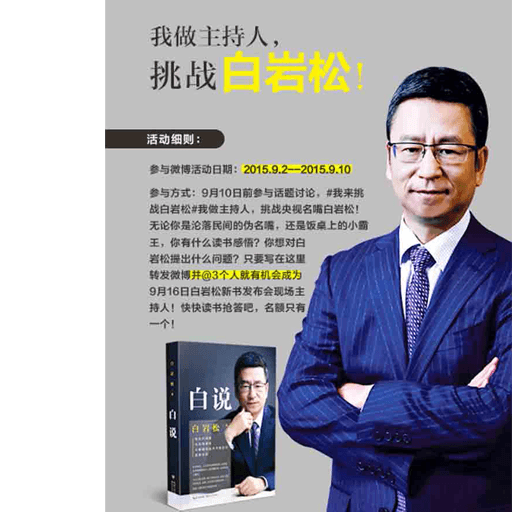 我做主持人，
挑战白岩松！
活动细则：
参与微博活动日期：2015.9.2——2015.9.10
参与方式：9月10日前参与话题讨论，#我来挑
战白岩松#我做主持人，挑战央视名嘴白岩松！
无论你是沦落民间的伪名嘴，还是饭桌上的小霸
王，你有什么读书感悟？你想对白
岩松提出什么问题？只要写在这里
转发微博并@3个人就有机会成为
9月16日白岩松新书发布会现场主
持人！快快读书抢答吧，名额只有
一个！
白岩松
白说
白说
白岩松